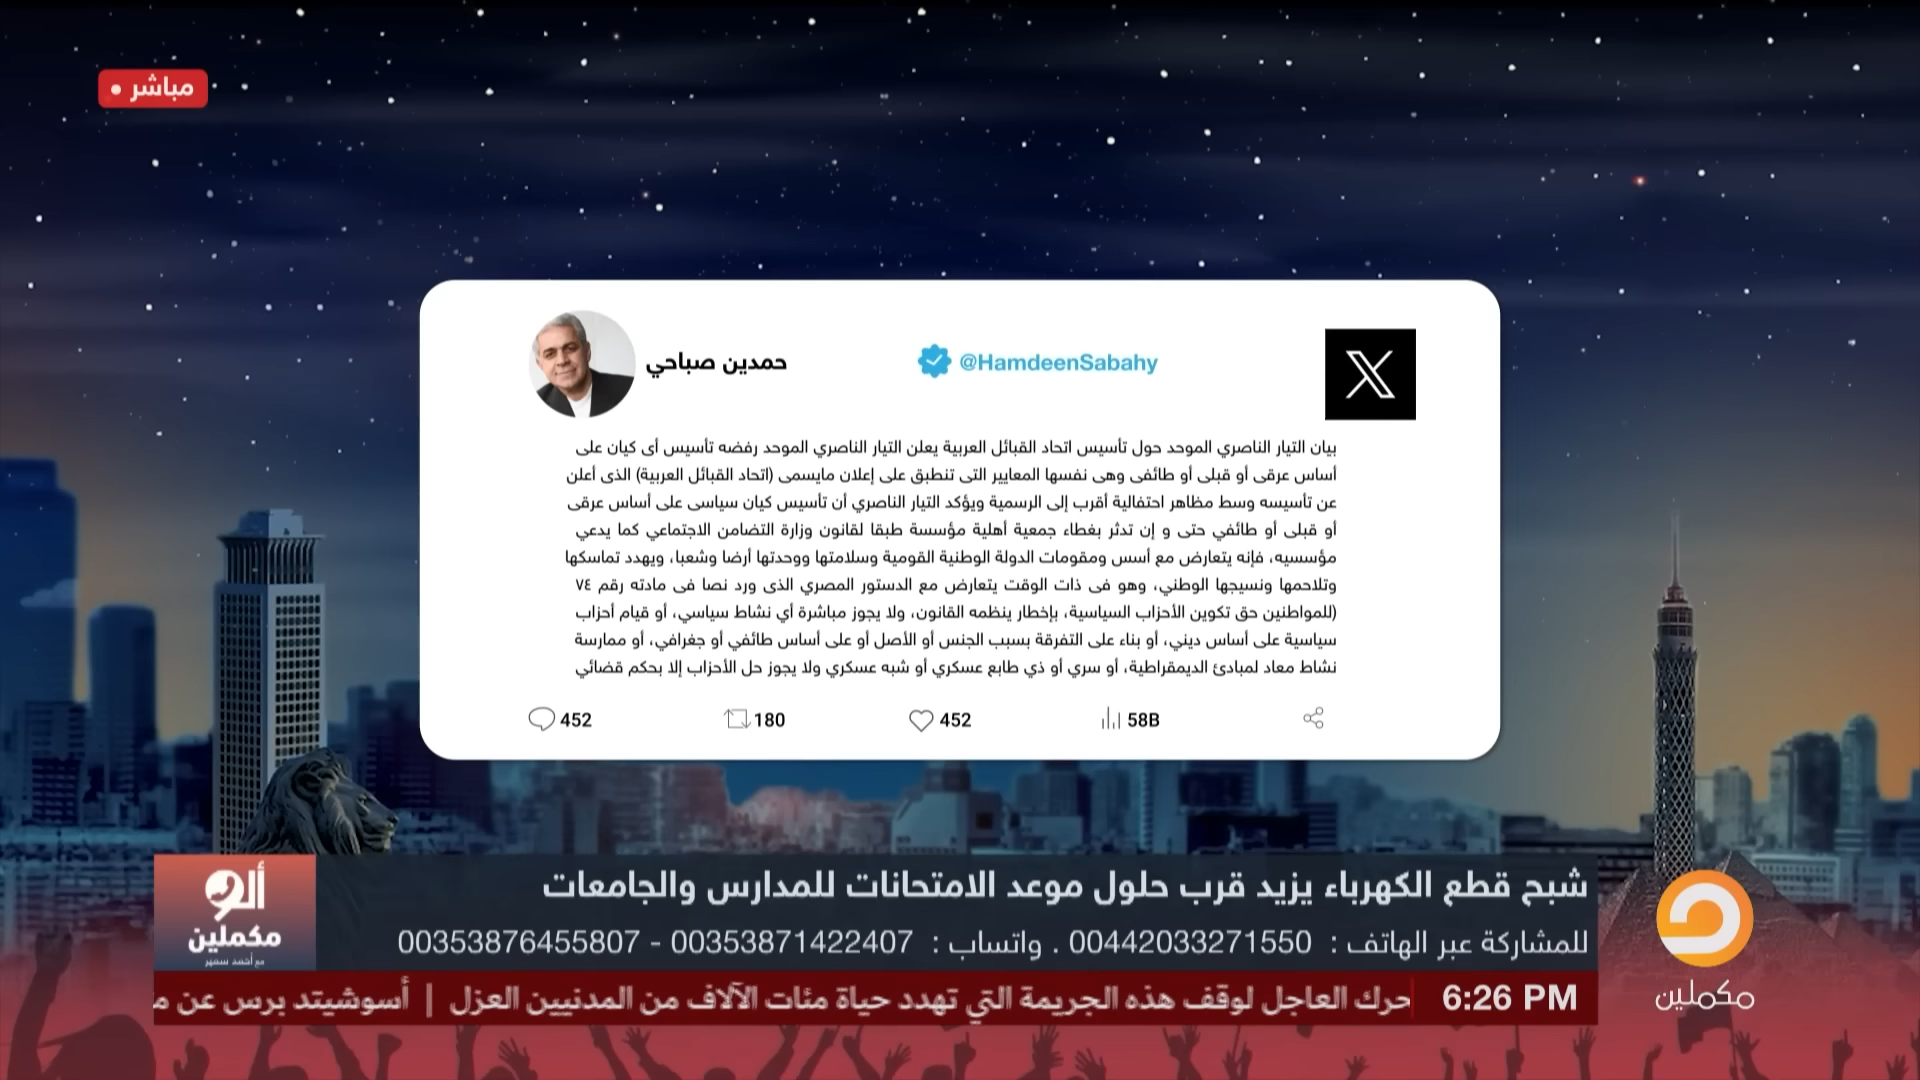 مباشر
حمدين صباحي
@HamdeenSabahy
بيان التيار الناصري الموحد حول تأسيس اتحاد القبائل العربية يعلن التيار الناصري الموحد رفضه تأسيس أى كيان على
أساس عرقى أو قبلى أو طائفى وهى نفسها المعايير التى تنطبق على إعلان مايسمى (اتحاد القبائل العربية) الذى أعلن
عن تأسيسه وسط مظاهر احتفالية أقرب إلى الرسمية ويؤكد التيار الناصري أن تأسيس كيان سياسى على أساس عرقى
أو قبلى أو طائفي حتى و إن تدثر بغطاء جمعية أهلية مؤسسة طبقا لقانون وزارة التضامن الاجتماعي كما يدعي
مؤسسيه، فإنه يتعارض مع أسس ومقومات الدولة الوطنية القومية وسلامتها ووحدتها أرضا وشعبا، ويهدد تماسكها
وتلاحمها ونسيجها الوطني، وهو فى ذات الوقت يتعارض مع الدستور المصري الذى ورد نصا فى مادته رقم ٧٤
(للمواطنين حق تكوين الأحزاب السياسية، بإخطار ينظمه القانون، ولا يجوز مباشرة أي نشاط سياسي، أو قيام أحزاب
سياسية على أساس ديني، أو بناء على التفرقة بسبب الجنس أو الأصل أو على أساس طائفي أو جغرافي، أو ممارسة
نشاط معاد لمبادئ الديمقراطية، أو سري أو ذي طابع عسكري أو شبه عسكري ولا يجوز حل الأحزاب إلا بحكم قضائي
452 180 452 58B
شبح قطع الكهرباء يزيد قرب حلول موعد الامتحانات للمدارس والجامعات
للمشاركة عبر الهاتف : 00442033271550 . واتساب : 00353871422407 - 00353876455807
ألو
مكملين
مع أحمد سمير
6:26 PM
حرك العاجل لوقف هذه الجريمة التي تهدد حياة مئات الآلاف من المدنيين العزل | أسوشيتد برس عن م
مكملين